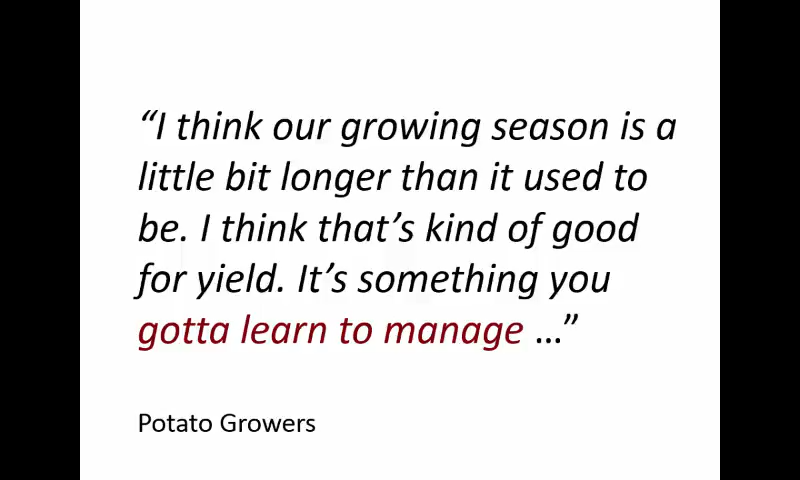 “I think our growing season is a
little bit longer than it used to
be. I think that’s kind of good
for yield. It’s something you
gotta learn to manage …”
Potato Growers